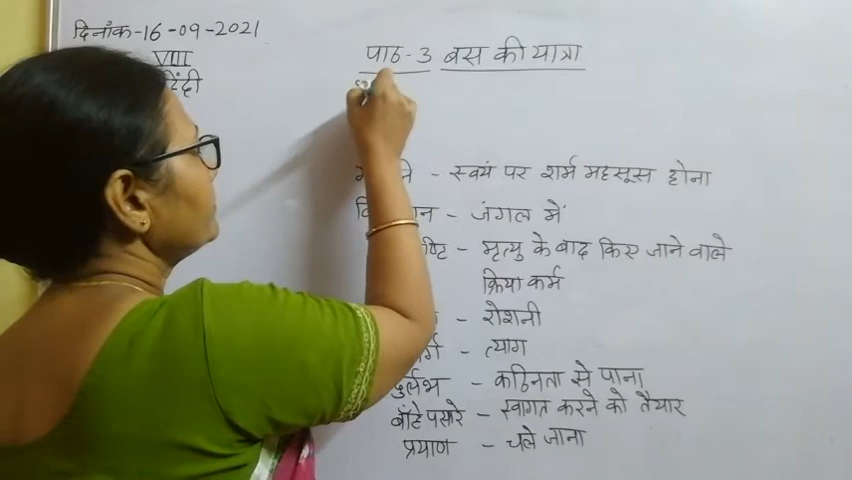 दिनांक-16-09-2021
VIII
पाठ-3 बस की यात्रा
- स्वयं पर शर्म महसूस होना
- जंगल में
- मृत्यु के बाद किए जाने वाले
क्रिया कर्म
- रोशनी
- त्याग
दुर्लभ - कठिनता से पाना
बाँहे पसारे - स्वागत करने को तैयार
प्रयाण - चले जाना